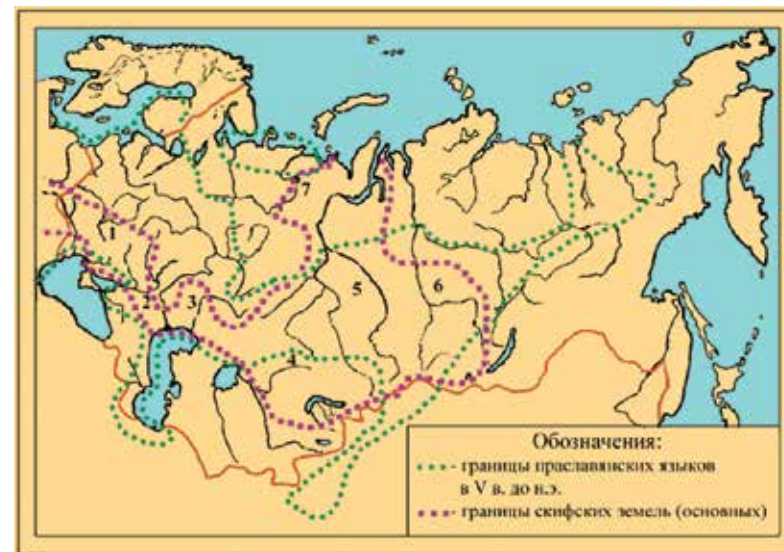 7
1
2
3
5
6
4
Обозначения:
- границы праславянских языков
в V в. до н.э.
- границы скифских земель (основных)